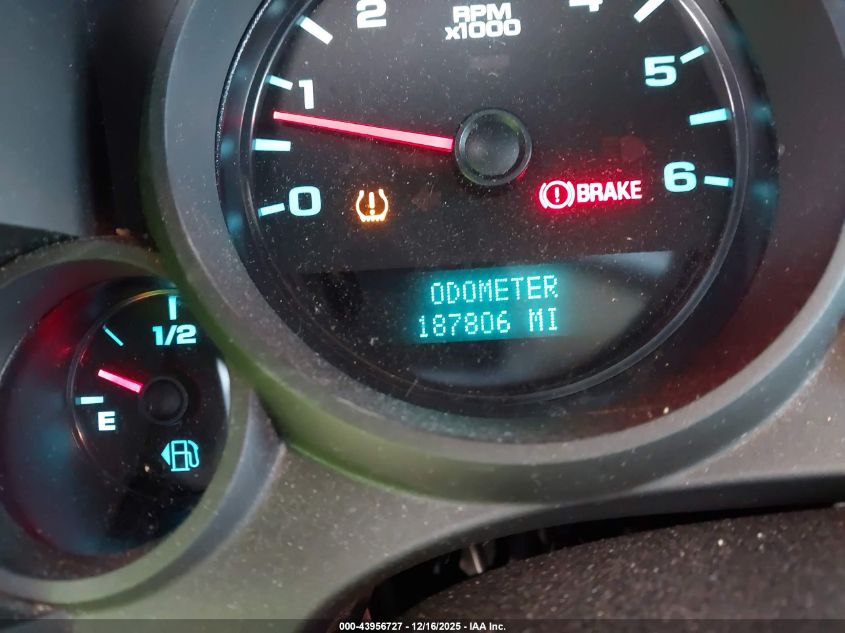 2
4
RPM
x1000
1
5
0
BRAKE
6
ODOMETER
187806 MI
1/2
E
000-43956727 - 12/16/2025 - IAA Inc.